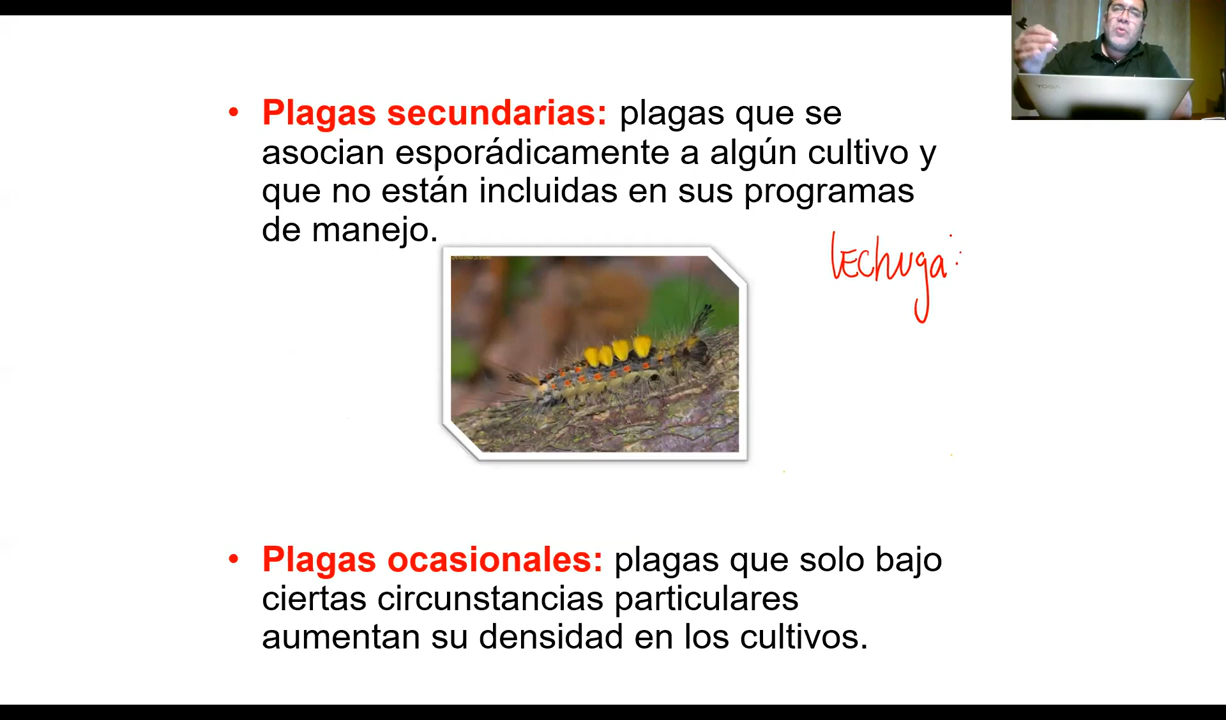 • Plagas secundarias: plagas que se
asocian esporádicamente a algún cultivo y
que no están incluidas en sus programas
de manejo.
lechuga:
• Plagas ocasionales: plagas que solo bajo
ciertas circunstancias particulares
aumentan su densidad en los cultivos.